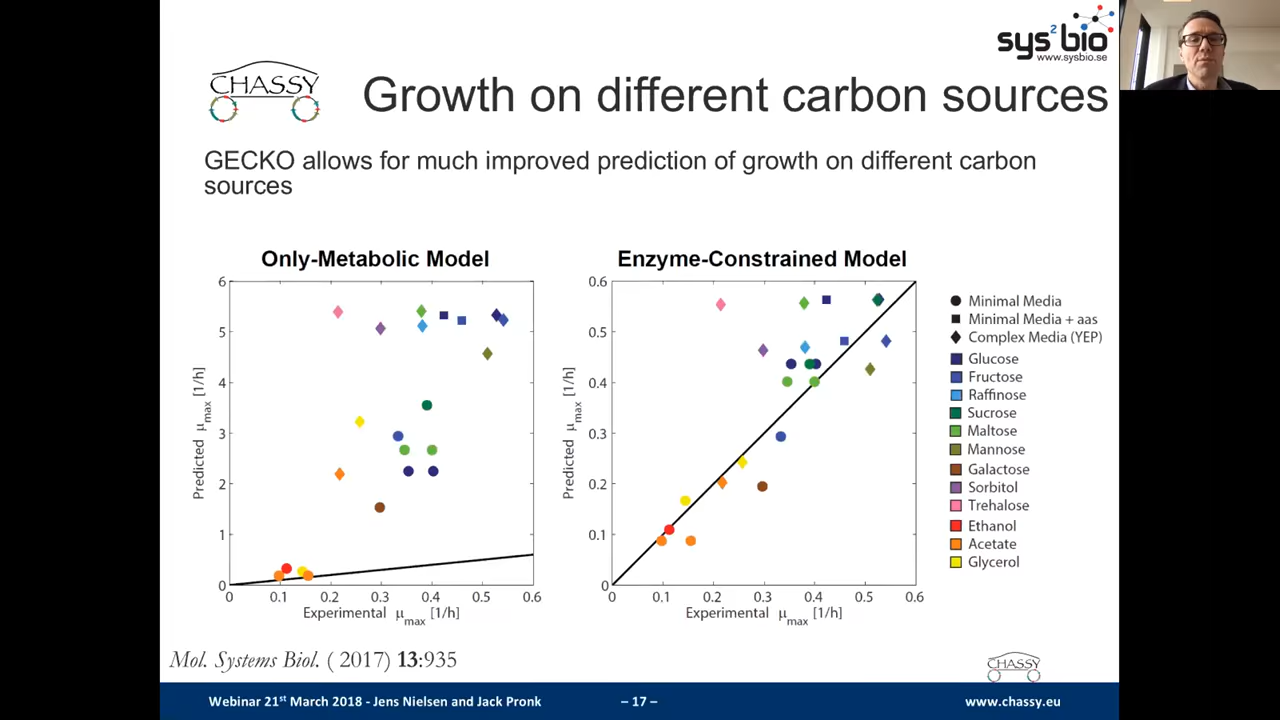 sys2bio
www.sysbio.se
CHASSY
Growth on different carbon sources
GECKO allows for much improved prediction of growth on different carbon
sources
Only-Metabolic Model
Enzyme-Constrained Model
6
5
4
3
2
1
0
Predicted μmax [1/h]
0 0.1 0.2 0.3 0.4 0.5 0.6
Experimental μmax [1/h]
0.6
0.5
0.4
0.3
0.2
0.1
0
Predicted μmax [1/h]
0 0.1 0.2 0.3 0.4 0.5 0.6
Experimental μmax [1/h]
Minimal Media
Minimal Media + aas
Complex Media (YEP)
Glucose
Fructose
Raffinose
Sucrose
Maltose
Mannose
Galactose
Sorbitol
Trehalose
Ethanol
Acetate
Glycerol
Mol. Systems Biol. ( 2017) 13:935
CHASSY
Webinar 21st March 2018 - Jens Nielsen and Jack Pronk
– 17 –
www.chassy.eu